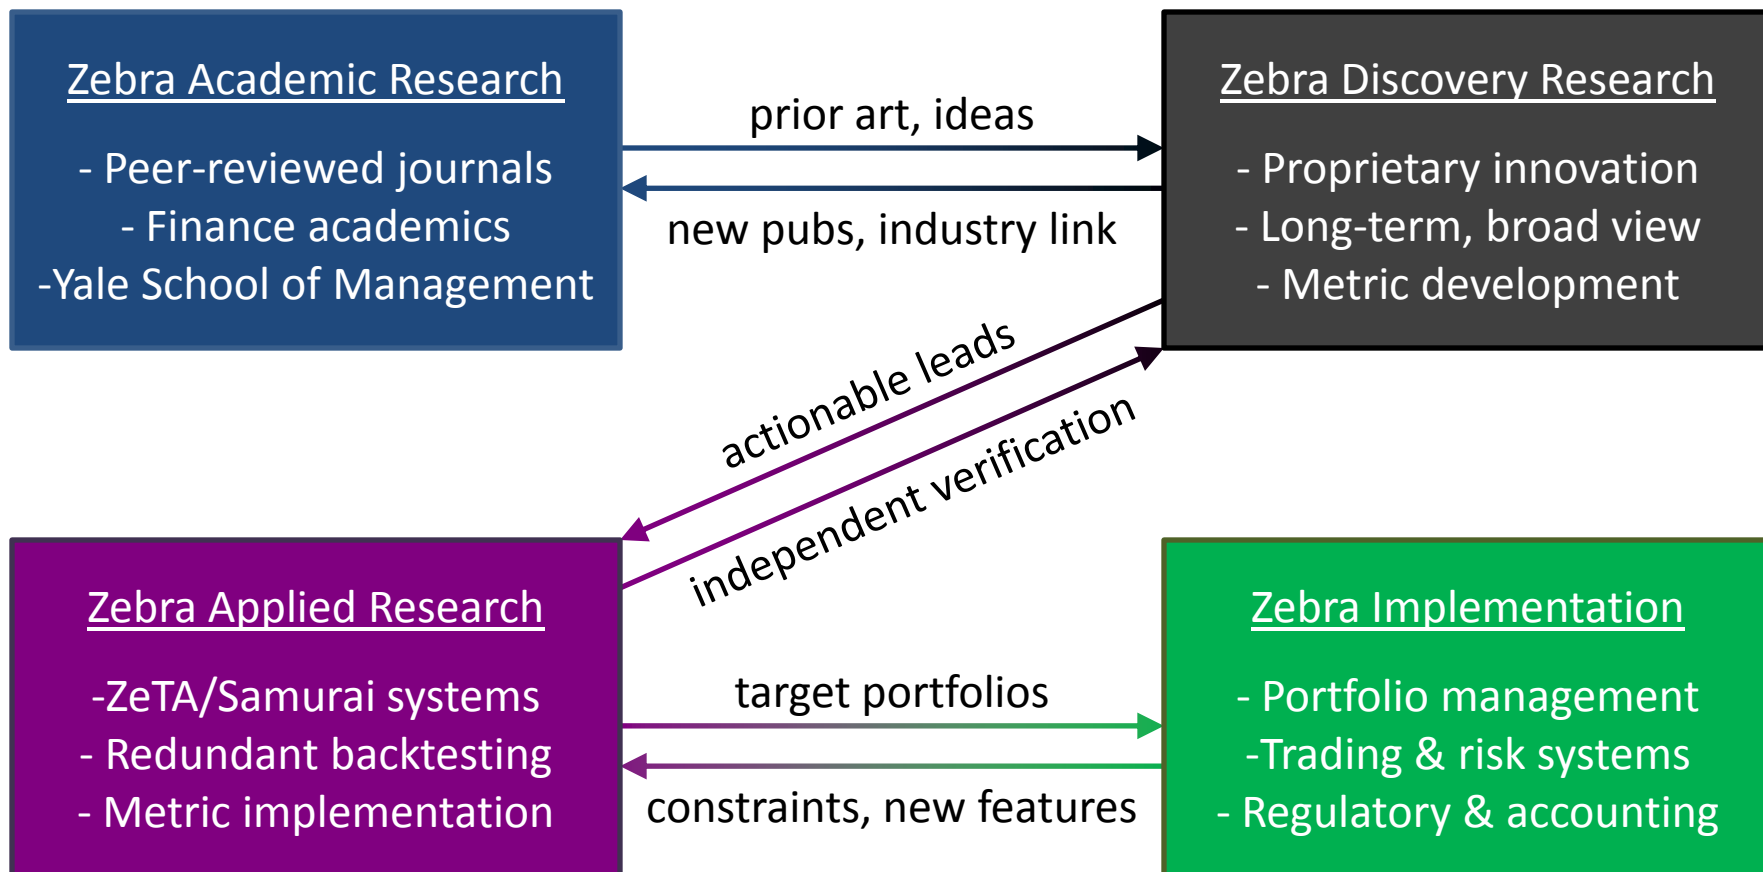 Zebra Academic Research
- Peer-reviewed journals
- Finance academics
-Yale School of Management
prior art, ideas
new pubs, industry link
Zebra Discovery Research
- Proprietary innovation
- Long-term, broad view
- Metric development
actionable leads
independent verification
Zebra Applied Research
-ZeTA/Samurai systems
- Redundant backtesting
- Metric implementation
target portfolios
constraints, new features
Zebra Implementation
- Portfolio management
-Trading & risk systems
- Regulatory & accounting